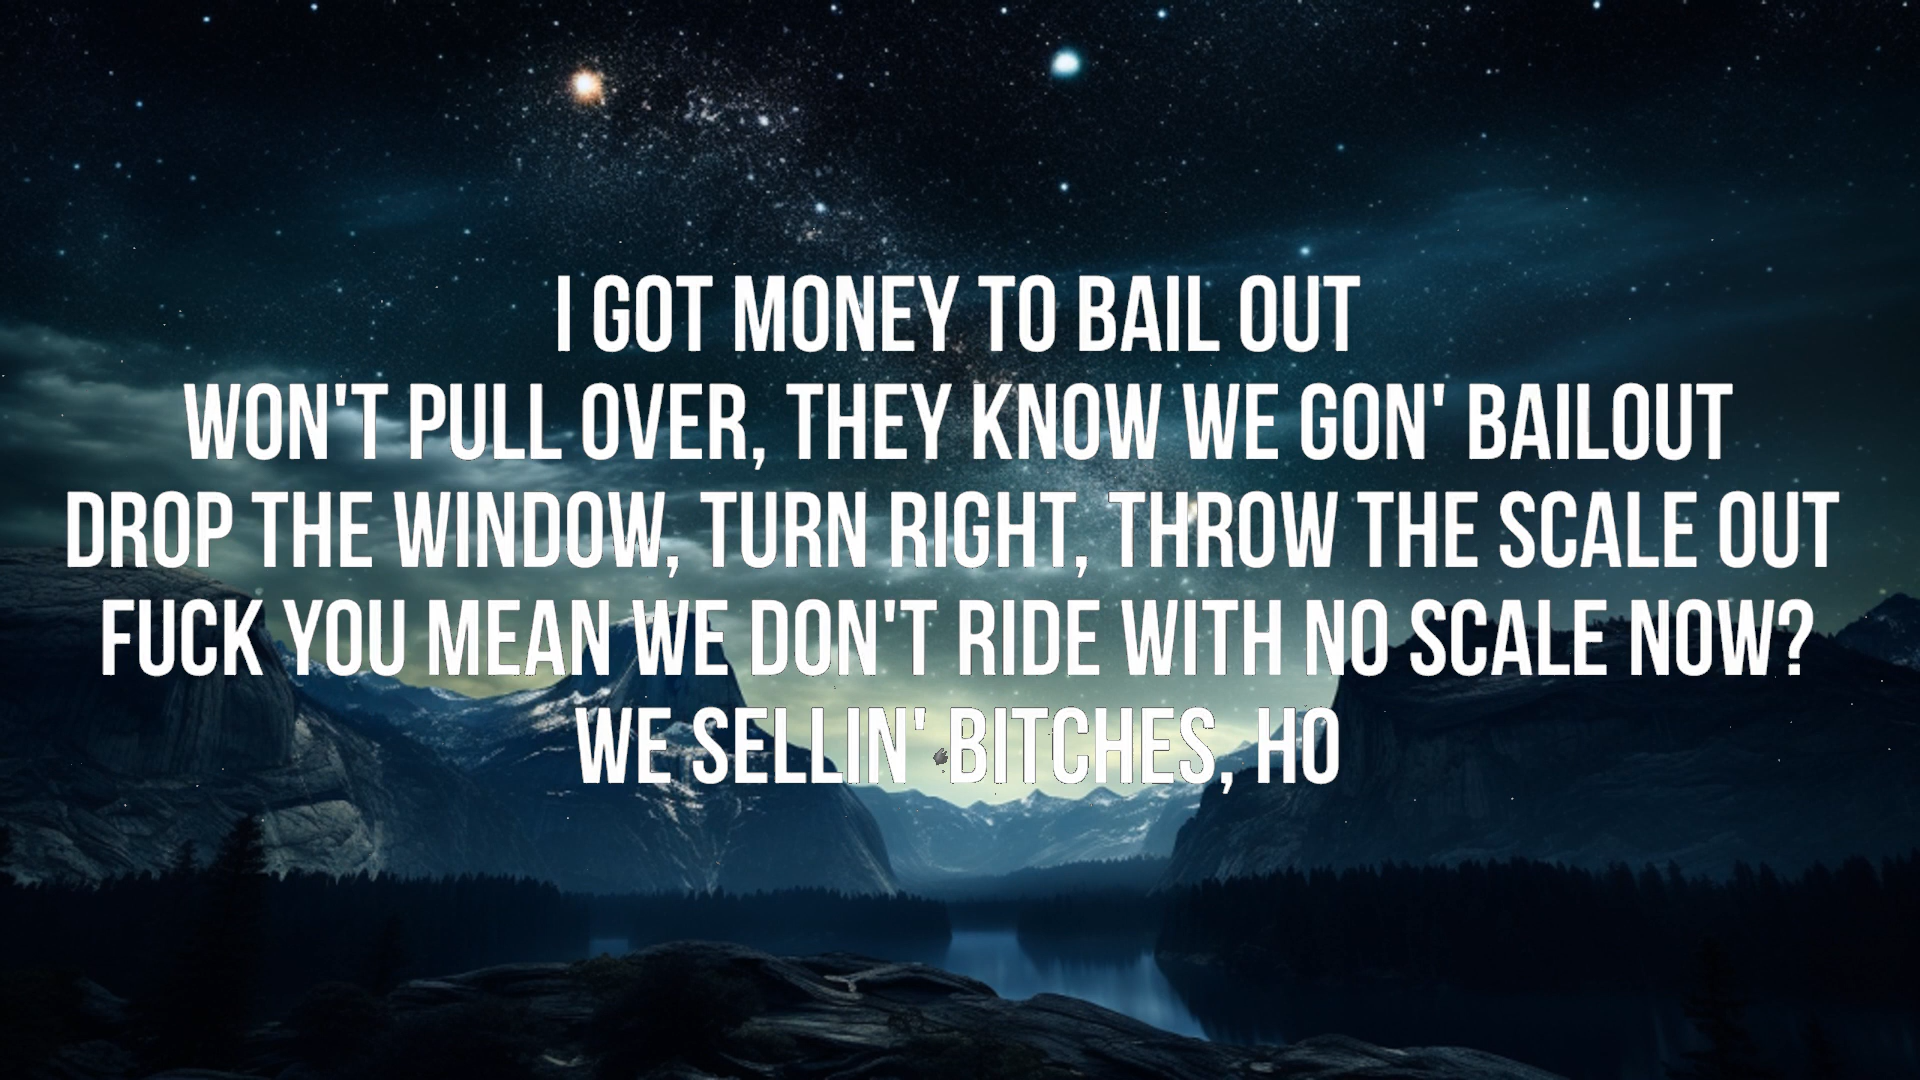 I GOT MONEY TO BAIL OUT
WON'T PULL OVER, THEY KNOW WE GON' BAILOUT
DROP THE WINDOW, TURN RIGHT, THROW THE SCALE OUT
FUCK YOU MEAN WE DON'T RIDE WITH NO SCALE NOW?
WE SELLIN' BITCHES, HO